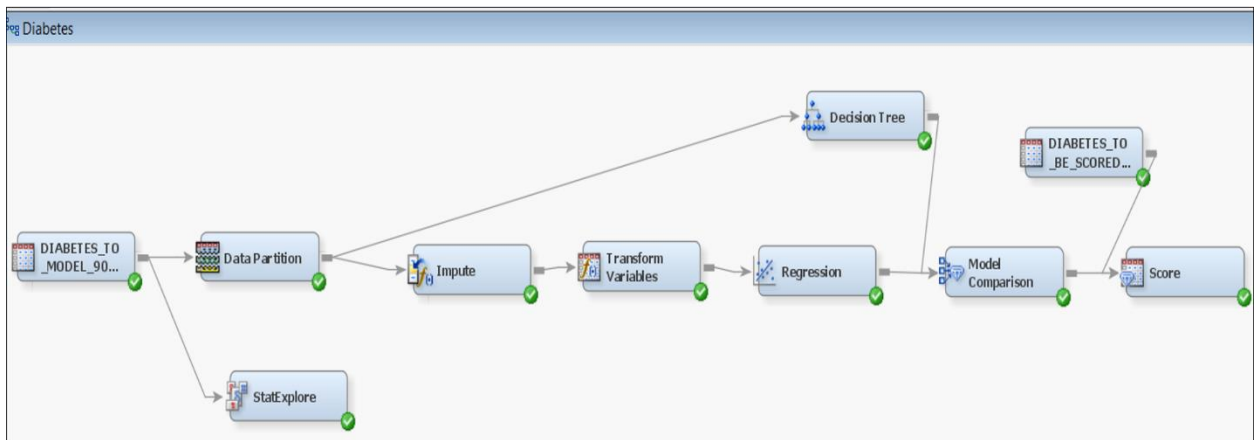 Diabetes
Decision Tree
DIABETES_TO
_BE_SCORED...
DIABETES_TO
_MODEL_90...
Data Partition
Impute
Transform
Variables
Regression
Model
Comparison
Score
StatExplore